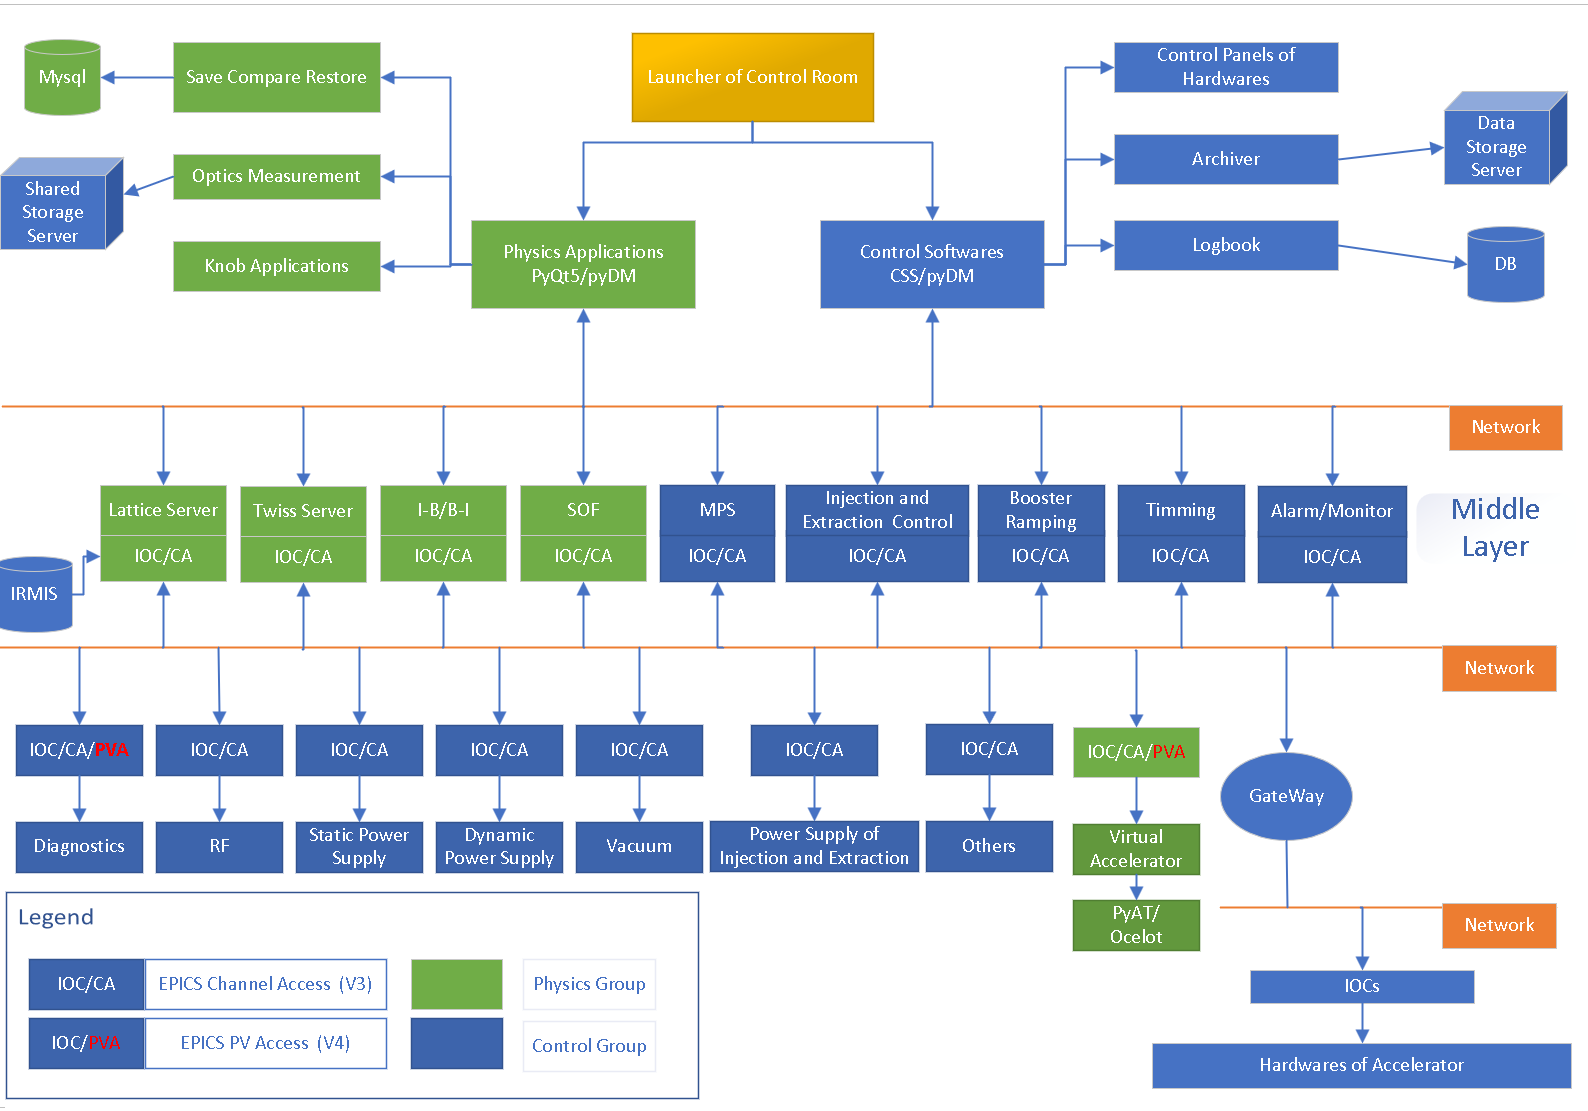 Launcher of Control Room
Mysql
Save Compare Restore
Control Panels of
Hardwares
Shared
Storage
Server
Optics Measurement
Archiver
Data
Storage
Server
Knob Applications
Physics Applications
PyQt5/pyDM
Control Softwares
CSS/pyDM
Logbook
DB
Network
Lattice Server
IOC/CA
Twiss Server
IOC/CA
I-B/B-I
IOC/CA
SOF
IOC/CA
MPS
IOC/CA
Injection and
Extraction Control
IOC/CA
Booster
Ramping
IOC/CA
Timming
IOC/CA
Alarm/Monitor
IOC/CA
Middle
Layer
IRMIS
Network
IOC/CA/PVA
IOC/CA
IOC/CA
IOC/CA
IOC/CA
IOC/CA
IOC/CA
IOC/CA/PVA
GateWay
Diagnostics
RF
Static Power
Supply
Dynamic
Power Supply
Vacuum
Power Supply of
Injection and Extraction
Others
Virtual
Accelerator
PyAT/
Ocelot
Network
IOCs
Hardwares of Accelerator
Legend
IOC/CA
EPICS Channel Access (V3)
Physics Group
IOC/PVA
EPICS PV Access (V4)
Control Group